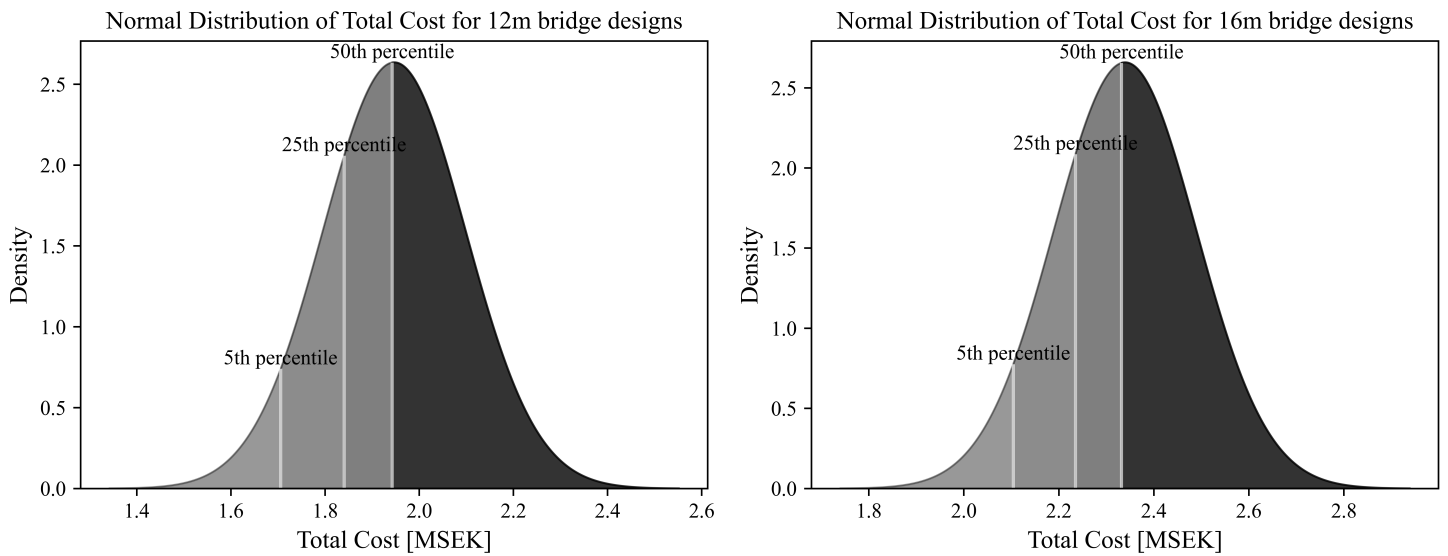 Normal Distribution of Total Cost for 12m bridge designs
50th percentile
25th percentile
5th percentile
Density
2.5
2.0
1.5
1.0
0.5
0.0
1.4 1.6 1.8 2.0 2.2 2.4 2.6
Total Cost [MSEK]
Normal Distribution of Total Cost for 16m bridge designs
50th percentile
25th percentile
5th percentile
Density
2.5
2.0
1.5
1.0
0.5
0.0
1.8 2.0 2.2 2.4 2.6 2.8
Total Cost [MSEK]